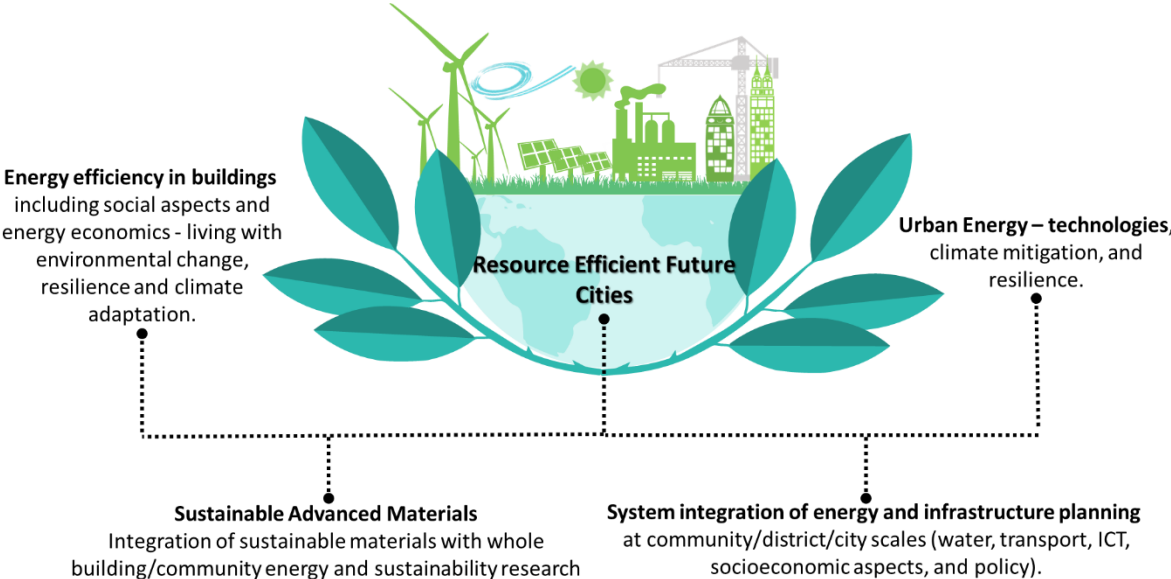 Energy efficiency in buildings
including social aspects and
energy economics - living with
environmental change,
resilience and climate
adaptation.
Resource Efficient Future
Cities
Urban Energy – technologies,
climate mitigation, and
resilience.
Sustainable Advanced Materials
Integration of sustainable materials with whole
building/community energy and sustainability research
System integration of energy and infrastructure planning
at community/district/city scales (water, transport, ICT,
socioeconomic aspects, and policy).